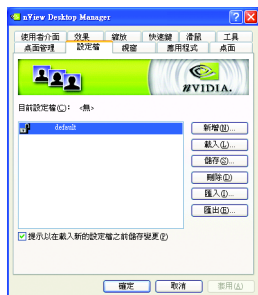 nView Desktop Manager
使用者介面 效果 縮放 快速鍵 滑鼠 工具
桌面管理 設定檔 視窗 應用程式 桌面
NVIDIA.
目前設定檔(C): <無>
default
新增(N)...
載入(L)...
儲存(S)...
刪除(D)
匯入(I)...
匯出(E)...
提示以在載入新的設定檔之前儲存變更(P)
確定 取消 套用(A)